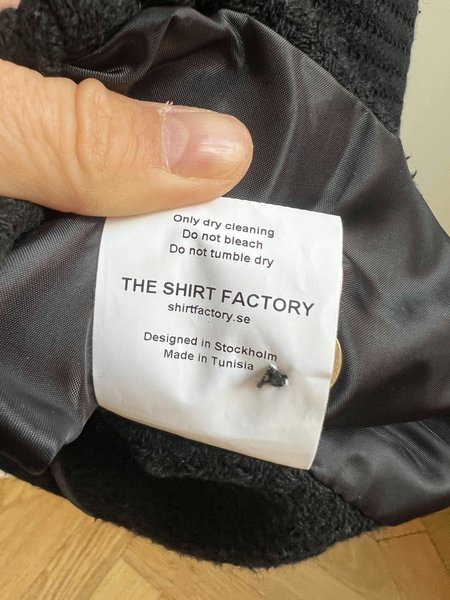 Only dry cleaning
Do not bleach
Do not tumble dry
THE SHIRT FACTORY
shirtfactory.se
Designed in Stockholm
Made in Tunisia